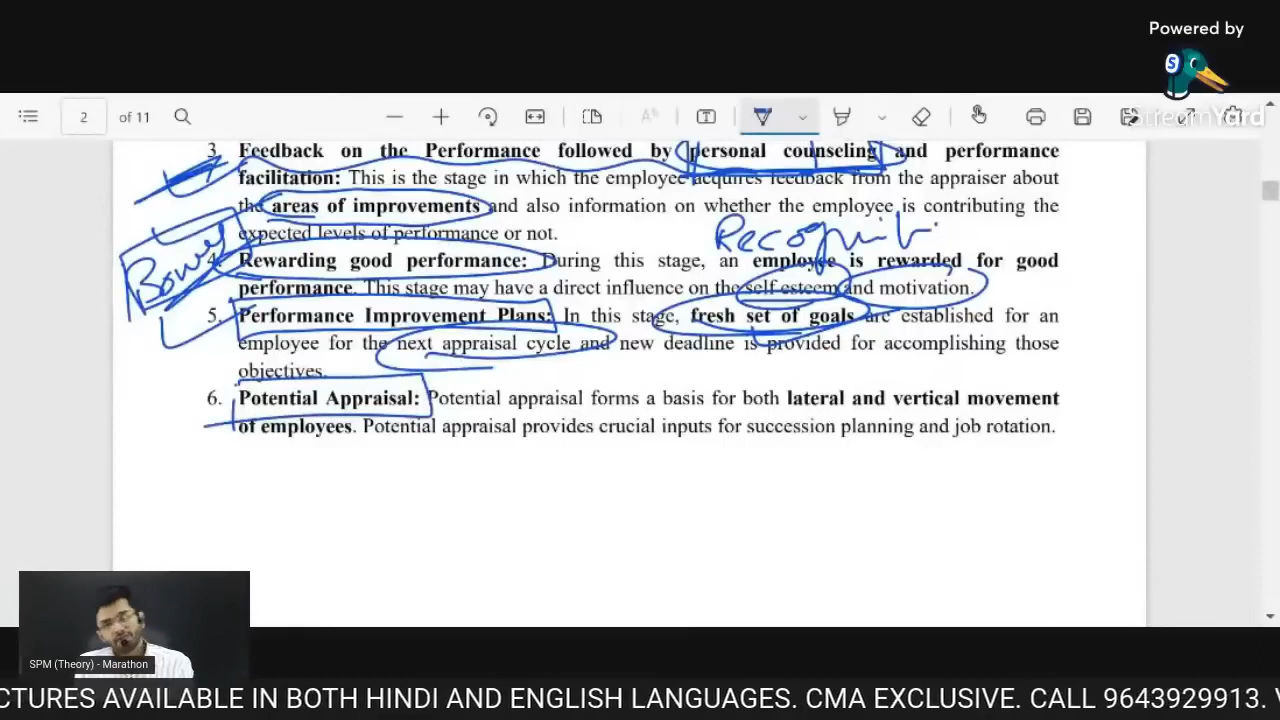 Powered by
S
StreamYard
2 of 11
3. Feedback on the Performance followed by personal counseling and performance
facilitation: This is the stage in which the employee acquires feedback from the appraiser about
the areas of improvements and also information on whether the employee is contributing the
expected levels of performance or not.
Recogniti
4. Rewarding good performance: During this stage, an employee is rewarded for good
performance. This stage may have a direct influence on the self esteem and motivation.
5. Performance Improvement Plans: In this stage, fresh set of goals are established for an
employee for the next appraisal cycle and new deadline is provided for accomplishing those
objectives.
6. Potential Appraisal: Potential appraisal forms a basis for both lateral and vertical movement
of employees. Potential appraisal provides crucial inputs for succession planning and job rotation.
SPM (Theory) - Marathon
CTURES AVAILABLE IN BOTH HINDI AND ENGLISH LANGUAGES. CMA EXCLUSIVE. CALL 9643929913. V